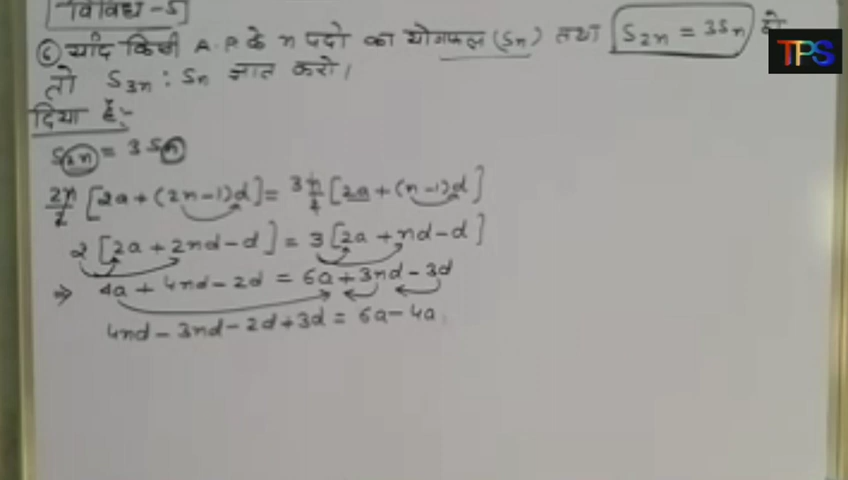 विविध - 5
⑥ यदि किसी A.P के n पदो का योगफल (Sn) तथा S2n = 3Sn हो
तो S3n : Sn ज्ञात करो।
TPS
दिया है:-
S2n = 3Sn
2n/2 [2a + (2n-1)d] = 3 n/2 [2a + (n-1)d]
2 [2a + 2nd - d] = 3 [2a + nd - d]
⇒ 4a + 4nd - 2d = 6a + 3nd - 3d
4nd - 3nd - 2d + 3d = 6a - 4a